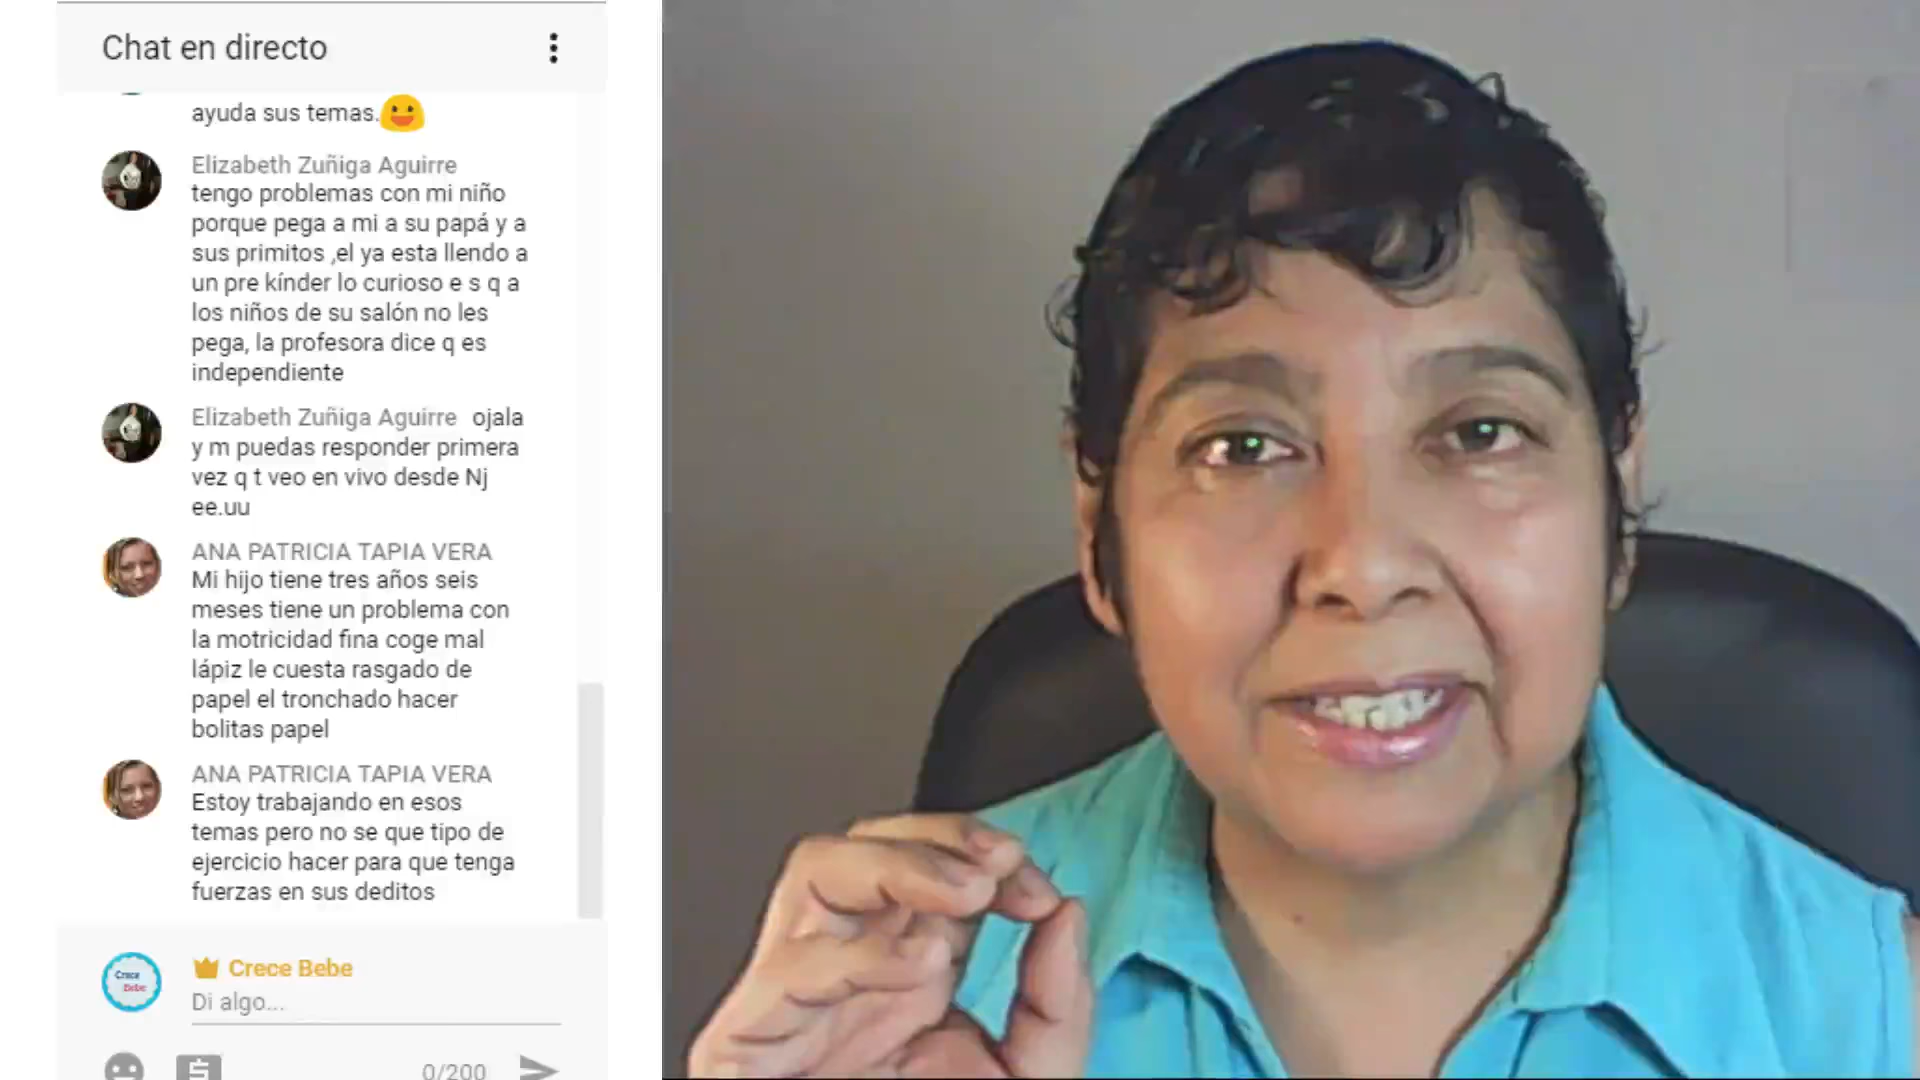 Chat en directo
ayuda sus temas.
Elizabeth Zuñiga Aguirre
tengo problemas con mi niño
porque pega a mi a su papá y a
sus primitos ,el ya esta llendo a
un pre kínder lo curioso e s q a
los niños de su salón no les
pega, la profesora dice q es
independiente
Elizabeth Zuñiga Aguirre ojala
y m puedas responder primera
vez q t veo en vivo desde Nj
ee.uu
ANA PATRICIA TAPIA VERA
Mi hijo tiene tres años seis
meses tiene un problema con
la motricidad fina coge mal
lápiz le cuesta rasgado de
papel el tronchado hacer
bolitas papel
ANA PATRICIA TAPIA VERA
Estoy trabajando en esos
temas pero no se que tipo de
ejercicio hacer para que tenga
fuerzas en sus deditos
Crece
Bebe
Crece Bebe
Di algo...
$
0/200